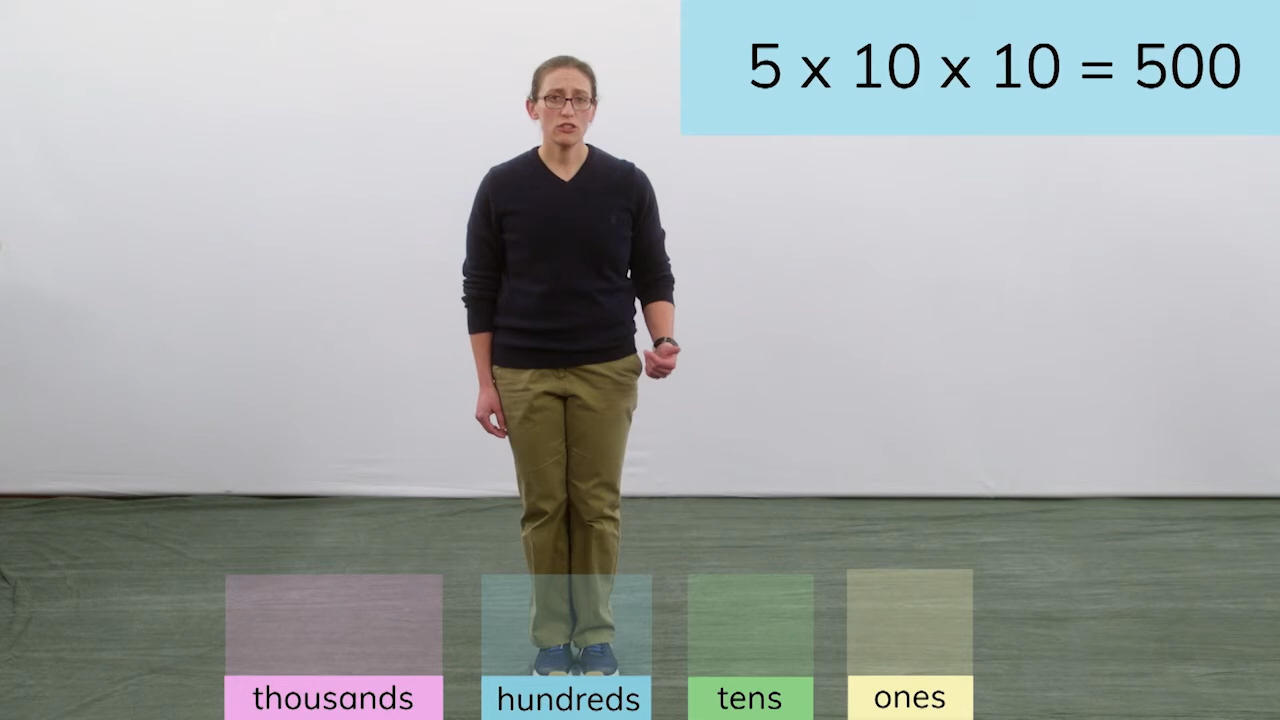 5 x 10 x 10 = 500
thousands hundreds tens ones